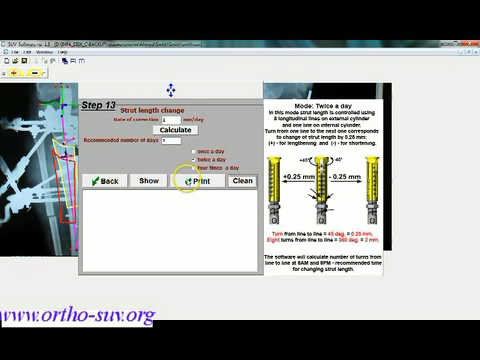 File Edit Window Help
Step 13
Strut length change
Rate of correction 1 mm/day
Calculate
Recommended number of days
once a day
twice a day
four times a day
Back Show Print Clean
Mode: Twice a day
In this mode strut length is controlled using
8 longitudinal lines on external cylinder
and one line on internal cylinder.
Turn from one line to the next one corresponds
to change of strut length by 0.25 mm:
(+) - for lengthening and (-) - for shortening.
+45° -45°
+0.25 mm - 0.25 mm
Turn from line to line = 45 deg. = 0.25 mm.
Eight turns from line to line = 360 deg. = 2 mm.
The software will calculate number of turns from
line to line at 8AM and 8PM - recommended time
for changing strut length.
www.ortho-suv.org